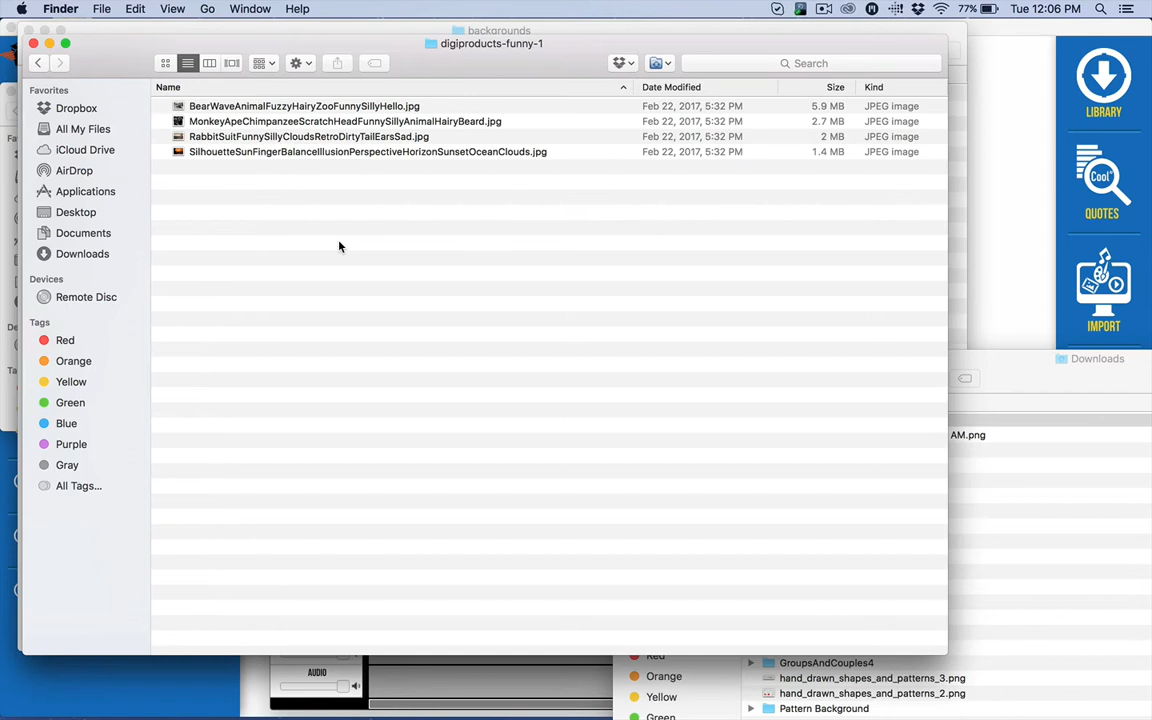 Finder File Edit View Go Window Help 77% Tue 12:06 PM
backgrounds
digiproducts-funny-1
Search
Favorites
Dropbox
All My Files
iCloud Drive
AirDrop
Applications
Desktop
Documents
Downloads
Devices
Remote Disc
Tags
Red
Orange
Yellow
Green
Blue
Purple
Gray
All Tags...
Name Date Modified Size Kind
BearWaveAnimalFuzzyHairyZooFunnySillyHello.jpg Feb 22, 2017, 5:32 PM 5.9 MB JPEG image
MonkeyApeChimpanzeeScratchHeadFunnySillyAnimalHairyBeard.jpg Feb 22, 2017, 5:32 PM 2.7 MB JPEG image
RabbitSuitFunnySillyCloudsRetroDirtyTailEarsSad.jpg Feb 22, 2017, 5:32 PM 2 MB JPEG image
SilhouetteSunFingerBalanceIllusionPerspectiveHorizonSunsetOceanClouds.jpg Feb 22, 2017, 5:32 PM 1.4 MB JPEG image
LIBRARY
Cool
QUOTES
IMPORT
Downloads
AM.png
AUDIO
Red
Orange
Yellow
Green
GroupsAndCouples4
hand_drawn_shapes_and_patterns_3.png
hand_drawn_shapes_and_patterns_2.png
Pattern Background